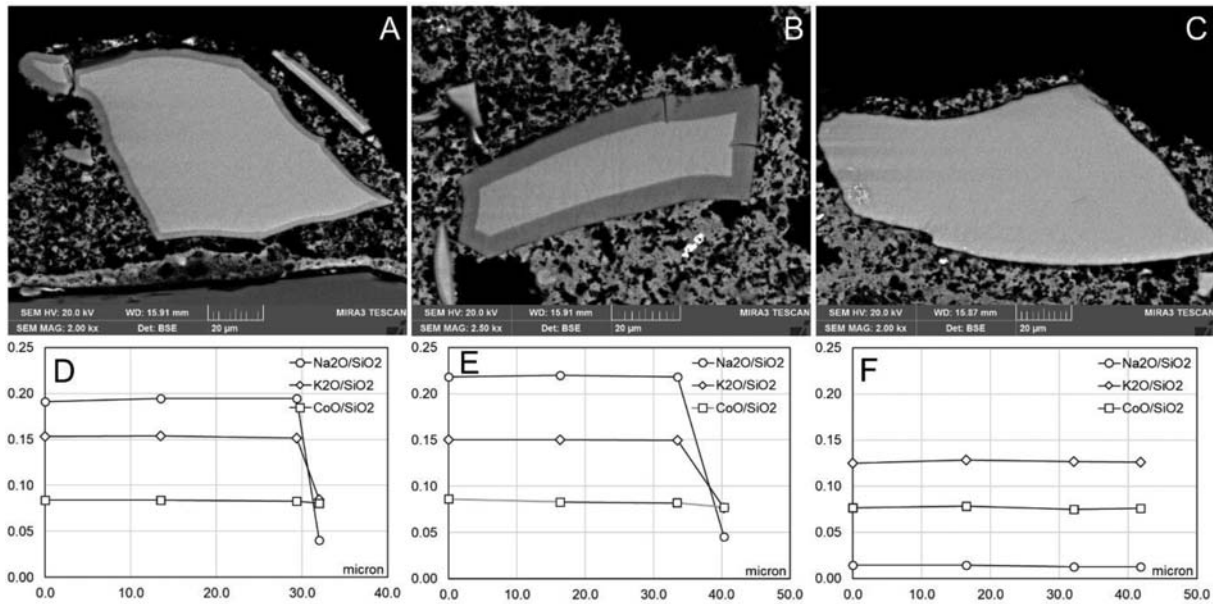 A
SEM HV: 20.0 kV WD: 15.91 mm MIRA3 TESCAN
SEM MAG: 2.00 kx Det: BSE 20 µm
B
SEM HV: 20.0 kV WD: 15.91 mm MIRA3 TESCAN
SEM MAG: 2.50 kx Det: BSE 20 µm
C
SEM HV: 20.0 kV WD: 15.87 mm MIRA3 TESCAN
SEM MAG: 2.00 kx Det: BSE 20 µm
D
Na2O/SiO2
K2O/SiO2
CoO/SiO2
0.25
0.20
0.15
0.10
0.05
0.00
micron
0.0 10.0 20.0 30.0 40.0
E
Na2O/SiO2
K2O/SiO2
CoO/SiO2
0.25
0.20
0.15
0.10
0.05
0.00
micron
0.0 10.0 20.0 30.0 40.0 50.0
F
Na2O/SiO2
K2O/SiO2
CoO/SiO2
0.25
0.20
0.15
0.10
0.05
0.00
micron
0.0 10.0 20.0 30.0 40.0 50.0